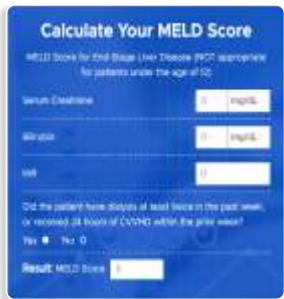 Calculate Your MELD Score
MELD Score for End-Stage Liver Disease (NOT appropriate
for patients under the age of 12)
Serum Creatinine
mg/dL
Bilirubin
mg/dL
INR
Did the patient have dialysis at least twice in the past week,
or received 24 hours of CVVHD within the prior week?
Yes No
Result: MELD Score